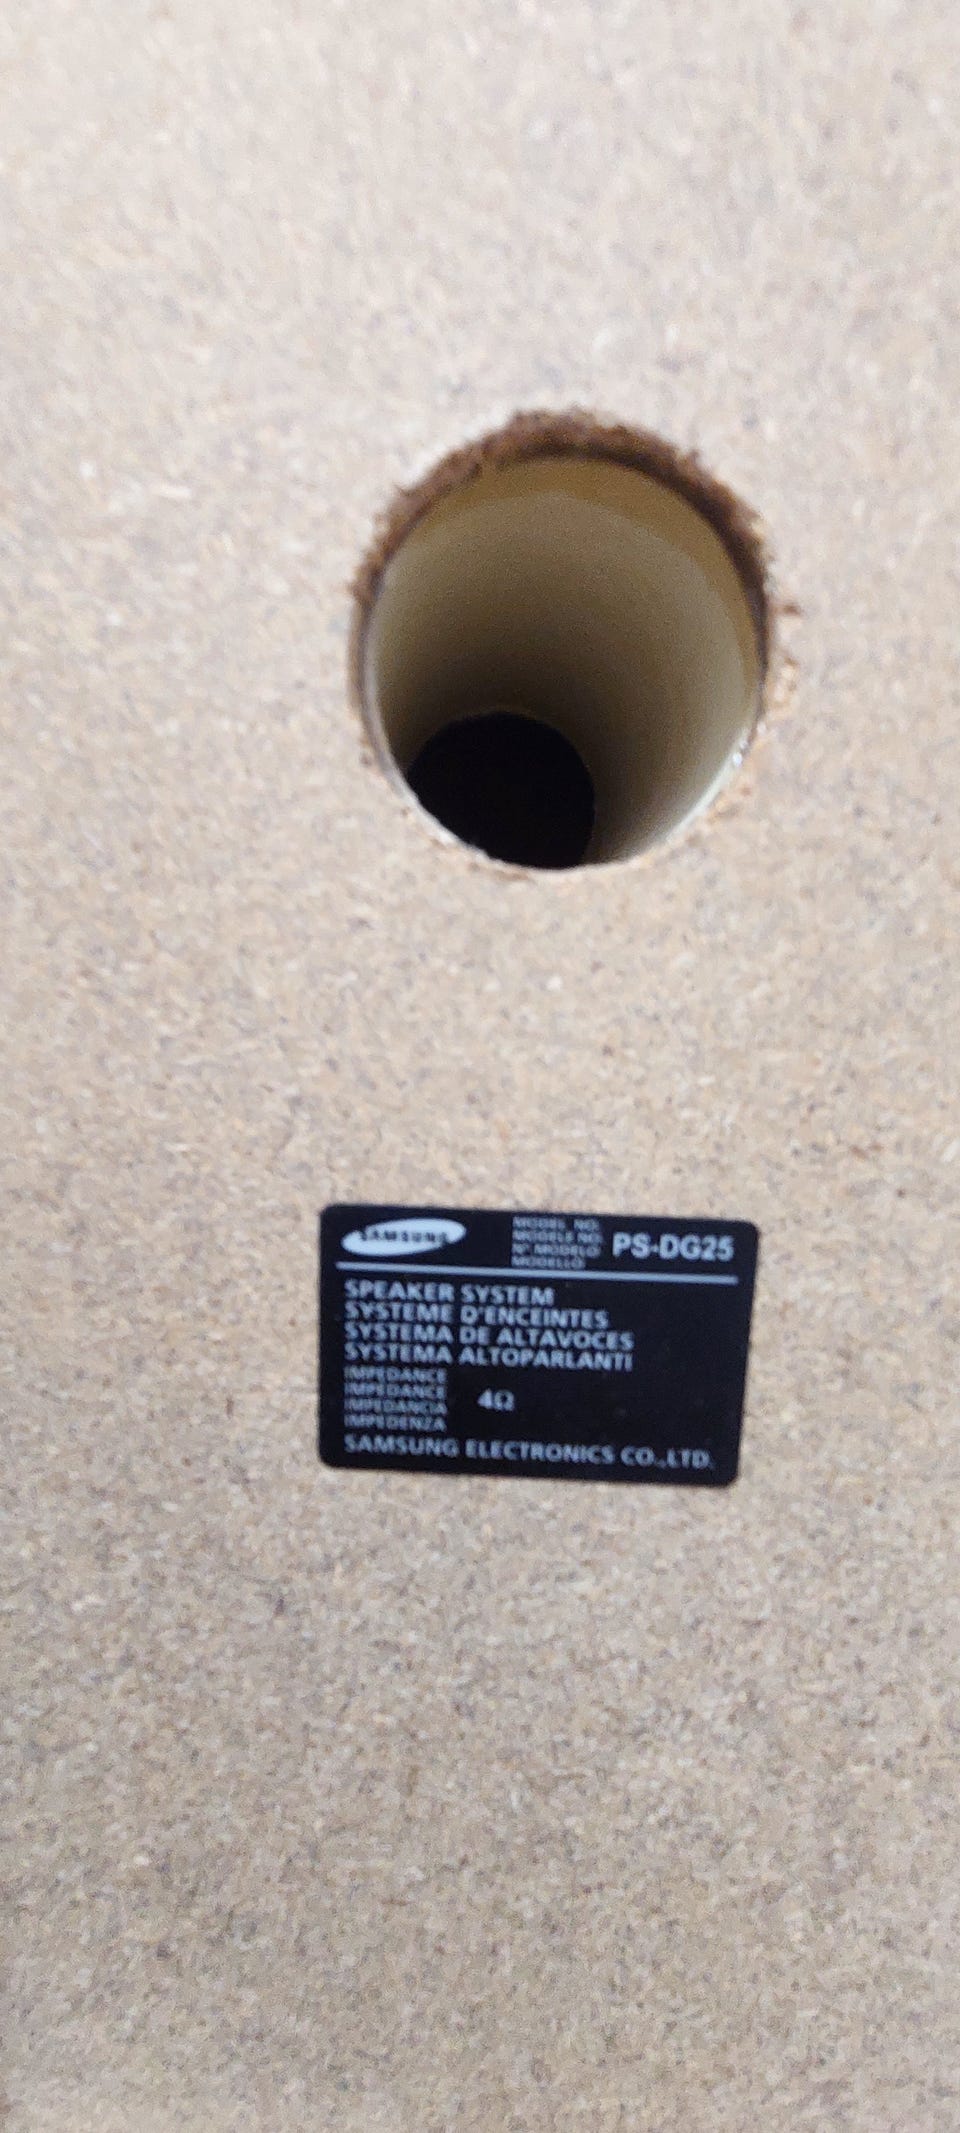 SAMSUNG
MODEL NO.
MODELE NO.
N° MODELO
MODELLO
PS-DG25
SPEAKER SYSTEM
SYSTEME D'ENCEINTES
SYSTEMA DE ALTAVOCES
SYSTEMA ALTOPARLANTI
IMPEDANCE
IMPEDANCE
IMPEDANCIA
IMPEDENZA
4Ω
SAMSUNG ELECTRONICS CO.,LTD.